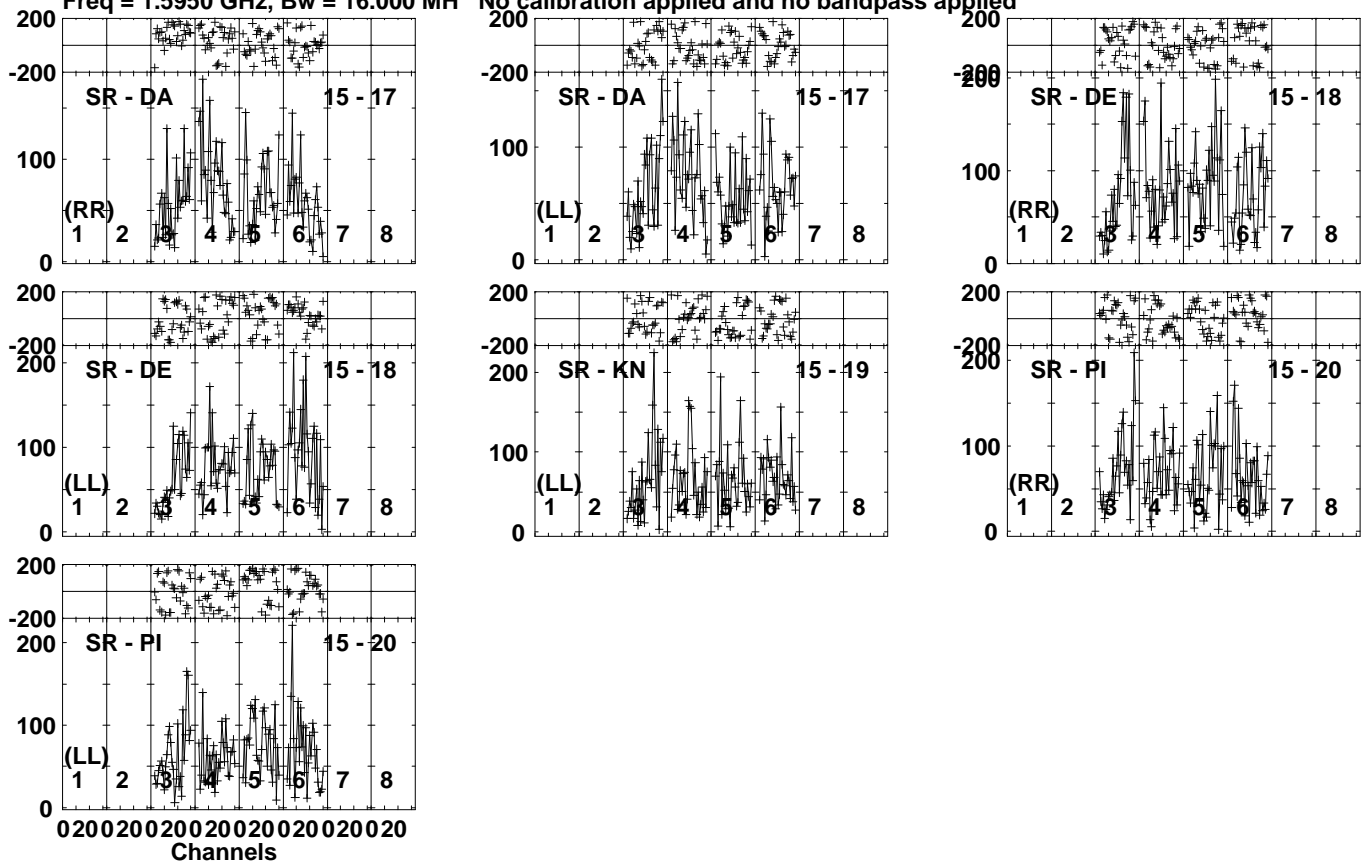 Freq = 1.5950 GHz, Bw = 16.000 MH No calibration applied and no bandpass applied
200
-200
SR - DA 15 - 17
100
(RR)
1 2 3 4 5 6 7 8
0
200
-200
SR - DA 15 - 17
100
(LL)
1 2 3 4 5 6 7 8
0
200
-200
200
SR - DE 15 - 18
100
(RR)
1 2 3 4 5 6 7 8
0
200
-200
200
SR - DE 15 - 18
100
(LL)
1 2 3 4 5 6 7 8
0
200
-200
200
SR - KN 15 - 19
100
(LL)
1 2 3 4 5 6 7 8
0
200
-200
200
SR - PI 15 - 20
100
(RR)
1 2 3 4 5 6 7 8
0
200
-200
200
SR - PI 15 - 20
100
(LL)
1 2 3 4 5 6 7 8
0
0 20 0 20 0 20 0 20 0 20 0 20 0 20 0 20
Channels